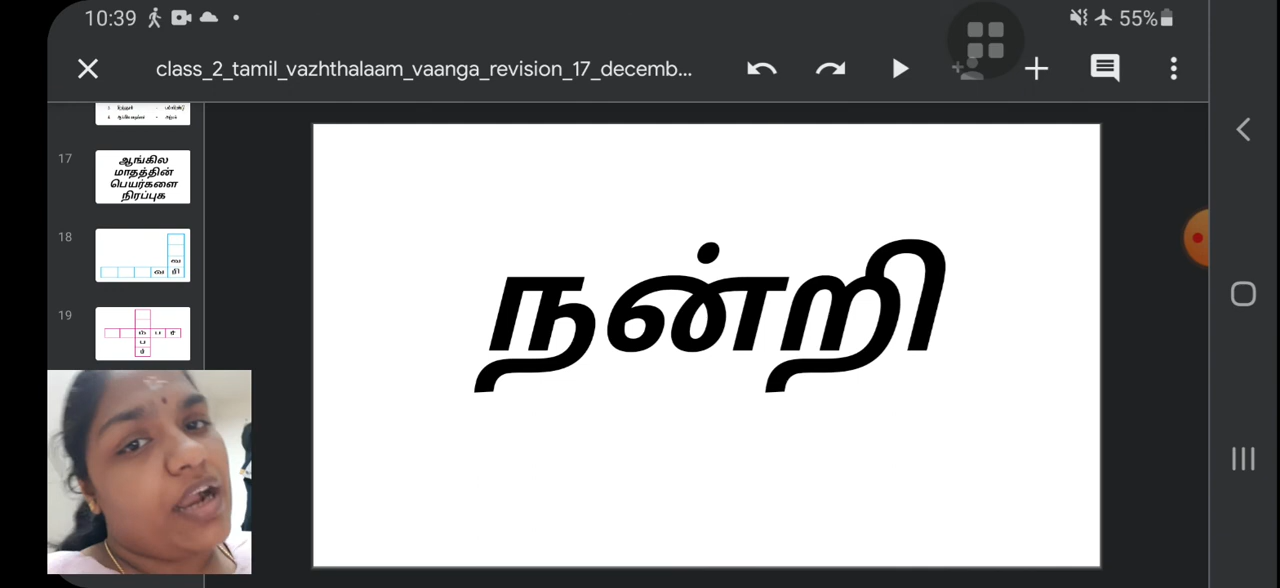 10:39
55%
class_2_tamil_vazhthalaam_vaanga_revision_17_decemb...
17
ஆங்கில
மாதத்தின்
பெயர்களை
நிரப்புக
18
வ
வ
ரி
19
ம்
ப
ர்
ப
ர்
நன்றி